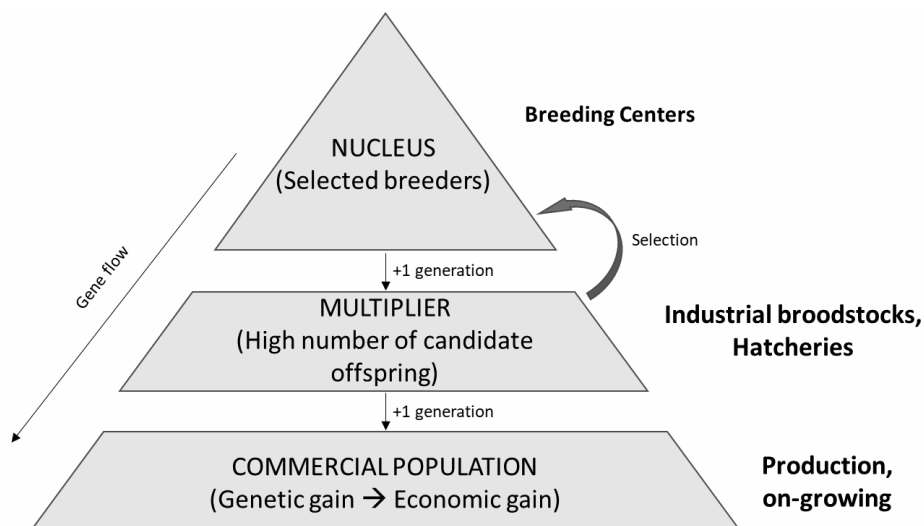 Breeding Centers
NUCLEUS
(Selected breeders)
Gene flow
Selection
+1 generation
MULTIPLIER
(High number of candidate
offspring)
Industrial broodstocks,
Hatcheries
+1 generation
COMMERCIAL POPULATION
(Genetic gain → Economic gain)
Production,
on-growing